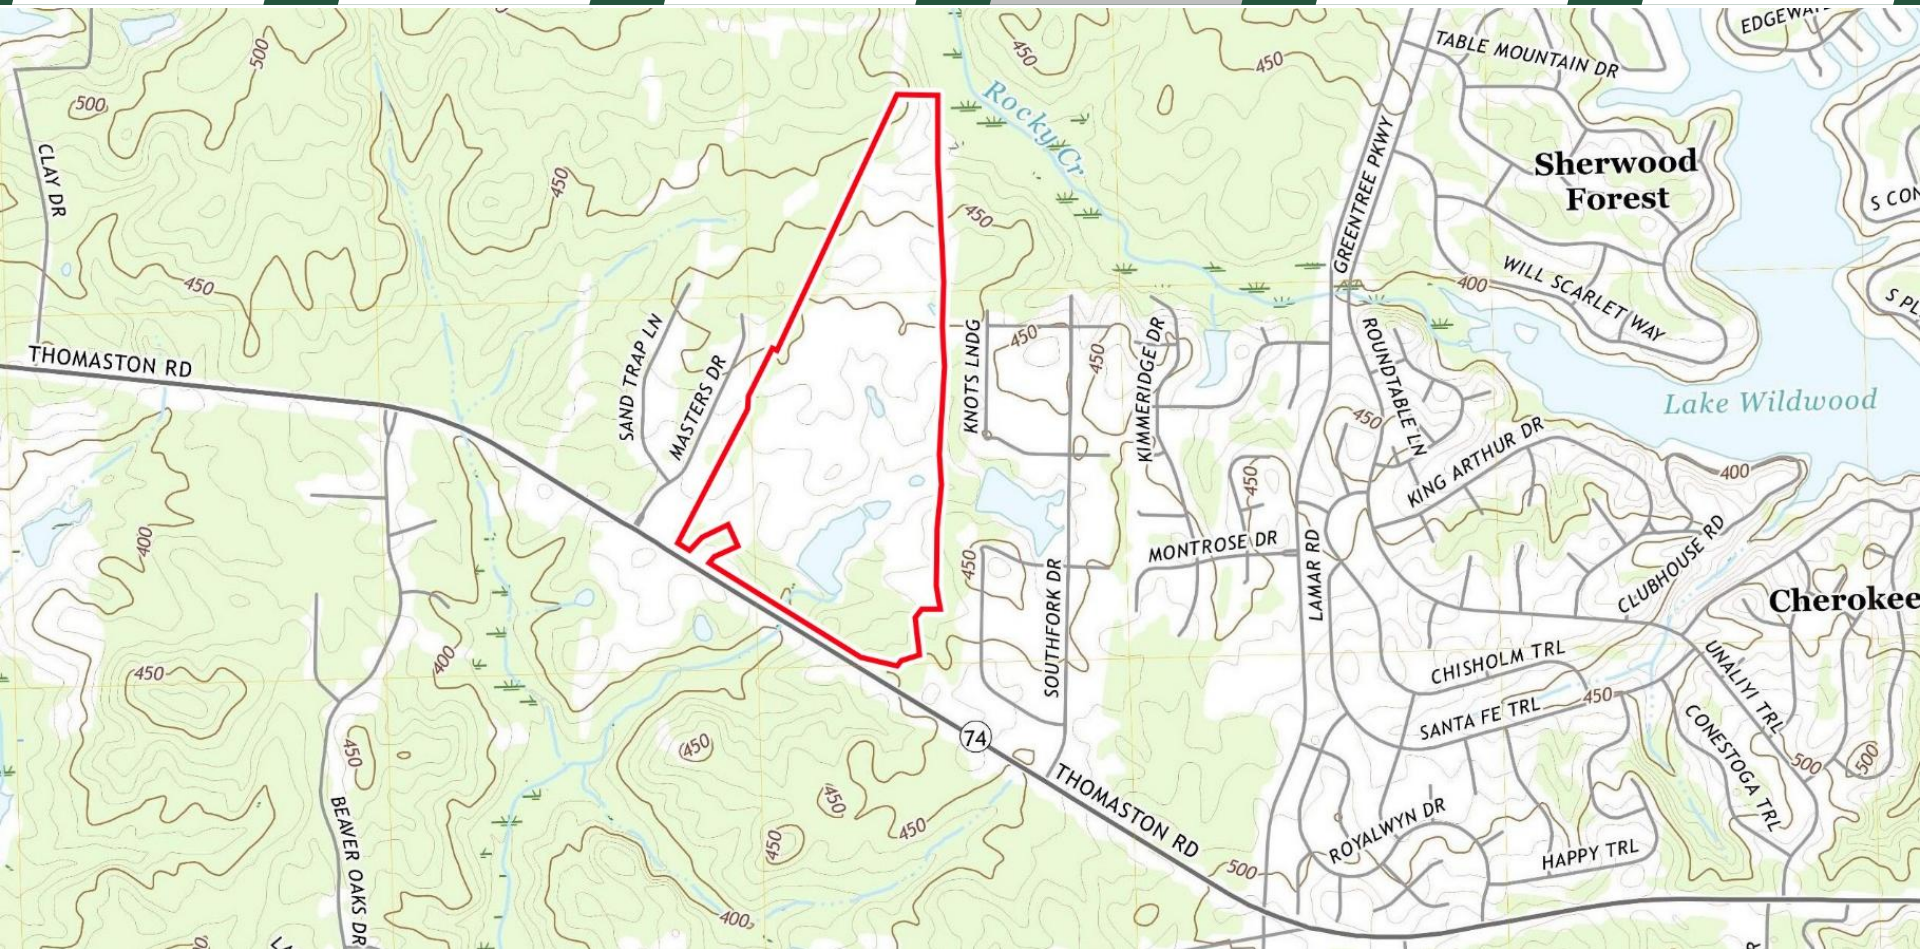 EDGEWAT
500
450
450
TABLE MOUNTAIN DR
500
Rocky Cr
CLAY DR
450
Sherwood
Forest
GREENTREE PKWY
S CON
450
450
400
WILL SCARLET WAY
S PL
THOMASTON RD
SAND TRAP LN
MASTERS DR
KNOTS LNDG
450
450
KIMMERIDGE DR
ROUNDTABLE LN
Lake Wildwood
450
KING ARTHUR DR
450
400
400
MONTROSE DR
LAMAR RD
450
SOUTHFORK DR
CLUBHOUSE RD
Cherokee
450
400
CHISHOLM TRL
450
SANTA FE TRL
UNALIYI TRL
CONESTOGA TRL
74
450
450
500
500
THOMASTON RD
450
450
450
BEAVER OAKS DR
ROYALWYN DR
HAPPY TRL
500
400
LA
R